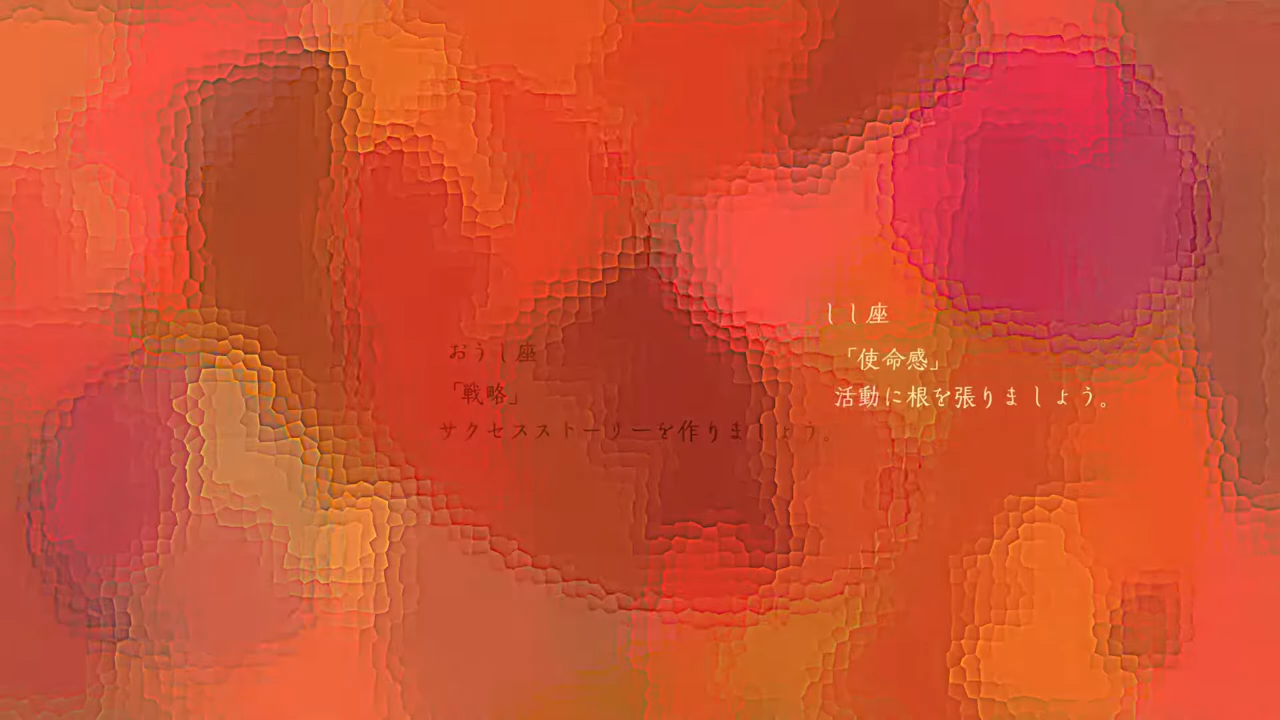 おうし座
「戦略」
サクセスストーリーを作りましょう。
しし座
「使命感」
活動に根を張りましょう。